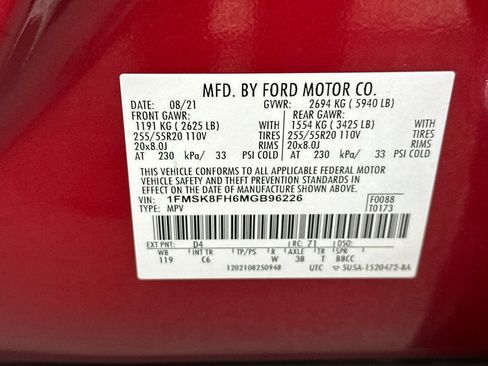 MFD. BY FORD MOTOR CO.
DATE: 08/21 GVWR: 2694 KG ( 5940 LB)
FRONT GAWR: REAR GAWR:
1191 KG ( 2625 LB) WITH 1554 KG ( 3425 LB) WITH
255/55R20 110V TIRES 255/55R20 110V TIRES
20x8.0J RIMS 20x8.0J RIMS
AT 230 kPa/ 33 PSI COLD AT 230 kPa/ 33 PSI COLD
THIS VEHICLE CONFORMS TO ALL APPLICABLE FEDERAL MOTOR
VEHICLE SAFETY AND THEFT PREVENTION STANDARDS IN EFFECT ON
THE DATE OF MANUFACTURE SHOWN ABOVE.
VIN: 1FMSK8FH6MGB96226 F0088
TYPE: MPV T0173
EXT PNT: D4 RC: 71 DSO:
WB INT TR TP/PS R AXLE TR SPR
119 C6 W 38 T BBCC
1202108250948 UTC 5U5A-1520472-BA